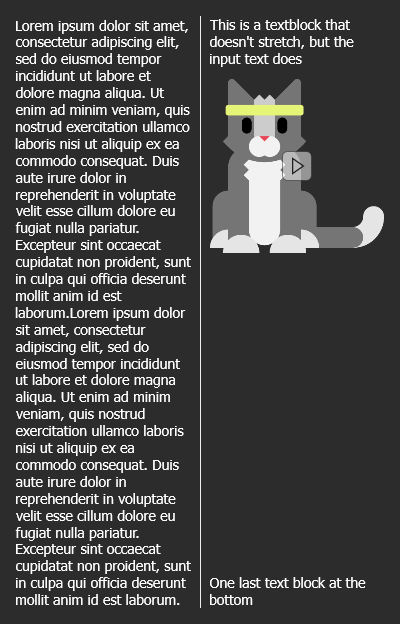 Lorem ipsum dolor sit amet,
consectetur adipiscing elit,
sed do eiusmod tempor
incididunt ut labore et
dolore magna aliqua. Ut
enim ad minim veniam, quis
nostrud exercitation ullamco
laboris nisi ut aliquip ex ea
commodo consequat. Duis
aute irure dolor in
reprehenderit in voluptate
velit esse cillum dolore eu
fugiat nulla pariatur.
Excepteur sint occaecat
cupidatat non proident, sunt
in culpa qui officia deserunt
mollit anim id est
laborum.Lorem ipsum dolor
sit amet, consectetur
adipiscing elit, sed do
eiusmod tempor incididunt
ut labore et dolore magna
aliqua. Ut enim ad minim
veniam, quis nostrud
exercitation ullamco laboris
nisi ut aliquip ex ea
commodo consequat. Duis
aute irure dolor in
reprehenderit in voluptate
velit esse cillum dolore eu
fugiat nulla pariatur.
Excepteur sint occaecat
cupidatat non proident, sunt
in culpa qui officia deserunt
mollit anim id est laborum.
This is a textblock that
doesn't stretch, but the
input text does
One last text block at the
bottom